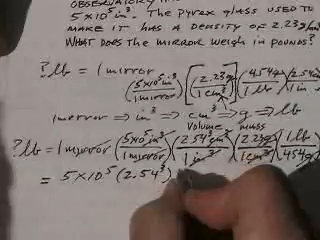 OBSERVATORY
5×10⁵ in³. THE PYREX GLASS USED TO
MAKE IT HAS A DENSITY OF 2.23g
WHAT DOES THE MIRROR WEIGH IN POUNDS?
? lb = 1 mirror
(5×10⁵ in³ / 1 mirror) [2.23g / 1 cm³] (454g / 1 lb) (2.54
1 mirror → in³ → cm³ → g → lb
volume mass
? lb = 1 mirror (5×10⁵ in³ / 1 mirror) (2.54³ cm³ / 1 in³) (2.23g / 1 cm³) (1 lb / 454g
= 5×10⁵ (2.54³)